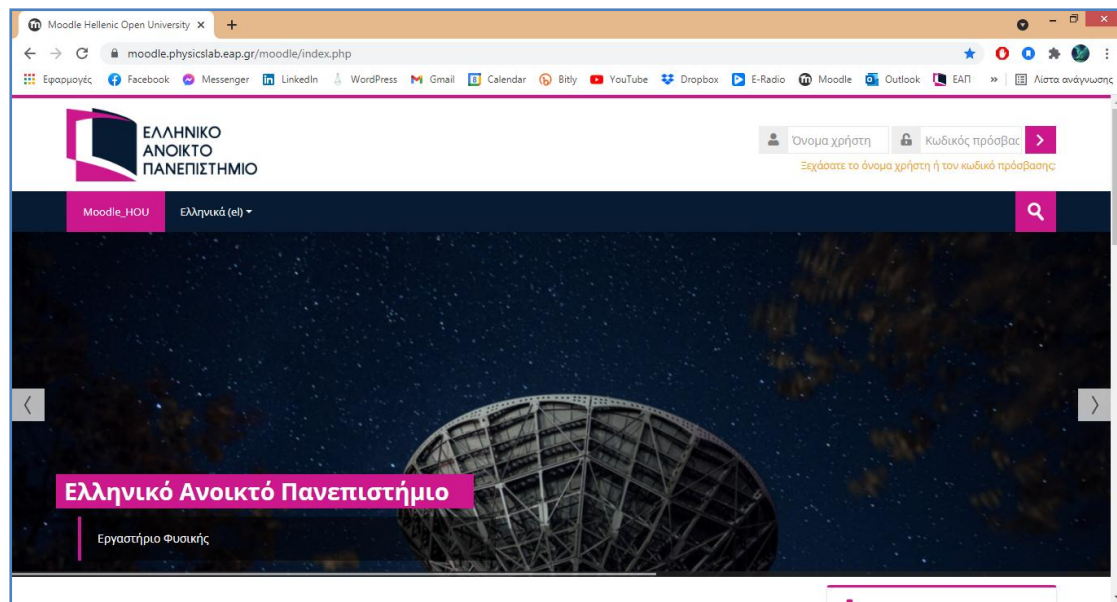 Moodle Hellenic Open University
moodle.physicslab.eap.gr/moodle/index.php
Εφαρμογές Facebook Messenger LinkedIn WordPress Gmail Calendar Bitly YouTube Dropbox E-Radio Moodle Outlook ΕΑΠ » Λίστα ανάγνωσης
ΕΛΛΗΝΙΚΟ
ΑΝΟΙΚΤΟ
ΠΑΝΕΠΙΣΤΗΜΙΟ
Όνομα χρήστη Κωδικός πρόσβασ
Ξεχάσατε το όνομα χρήστη ή τον κωδικό πρόσβασης;
Moodle_HOU Ελληνικά (el)
Ελληνικό Ανοικτό Πανεπιστήμιο
Εργαστήριο Φυσικής